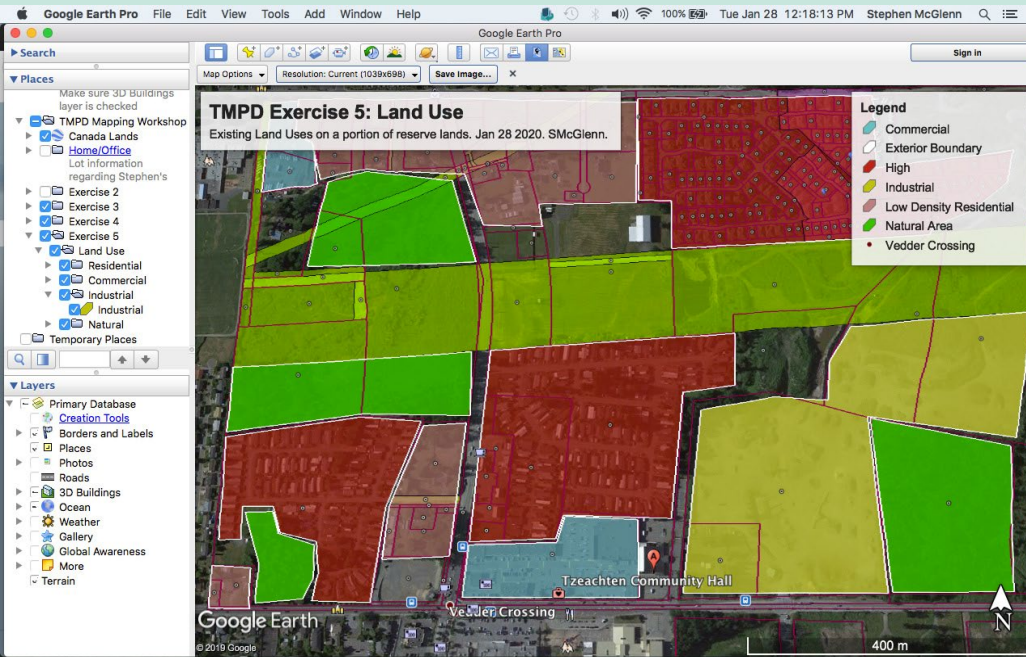 Google Earth Pro File Edit View Tools Add Window Help 100% Tue Jan 28 12:18:13 PM Stephen McGlenn
Google Earth Pro
Search
Sign in
Places
Map Options Resolution: Current (1039x698) Save Image...
Make sure 3D Buildings
layer is checked
TMPD Mapping Workshop
Canada Lands
Home/Office
Lot information
regarding Stephen's
Exercise 2
Exercise 3
Exercise 4
Exercise 5
Land Use
Residential
Commercial
Industrial
Industrial
Natural
Temporary Places
Layers
Primary Database
Creation Tools
Borders and Labels
Places
Photos
Roads
3D Buildings
Ocean
Weather
Gallery
Global Awareness
More
Terrain
TMPD Exercise 5: Land Use
Existing Land Uses on a portion of reserve lands. Jan 28 2020. SMcGlenn.
Legend
Commercial
Exterior Boundary
High
Industrial
Low Density Residential
Natural Area
Vedder Crossing
A
Tzeachten Community Hall
Vedder Crossing
Google Earth
© 2019 Google
N
400 m